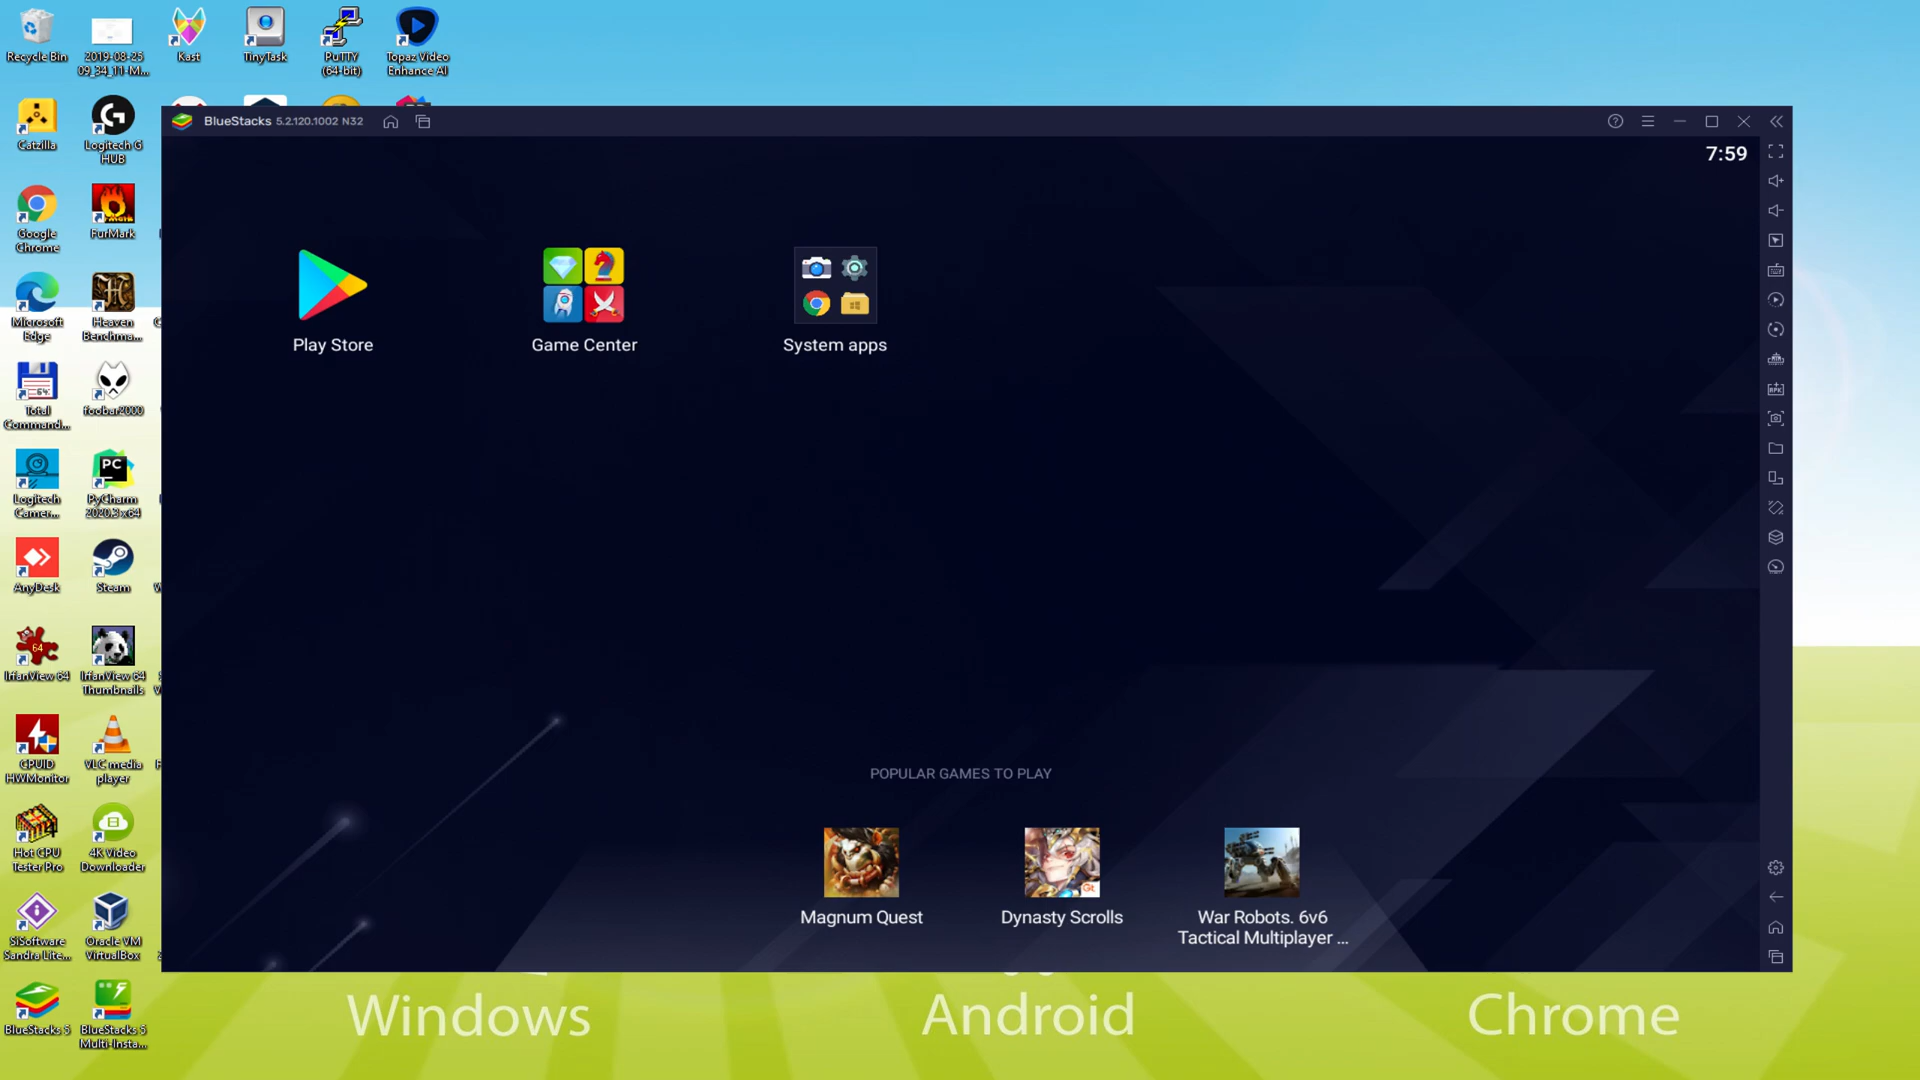 Recycle Bin
2019-08-25
09_34_11-M...
Kast
TinyTask
PuTTY
(64-bit)
Topaz Video
Enhance AI
Catzilla
Logitech G
HUB
Google
Chrome
FurMark
Microsoft
Edge
Heaven
Benchma...
Total
Command...
foobar2000
Logitech
Camer...
PyCharm
2020.3 x64
AnyDesk
Steam
IrfanView 64
IrfanView 64
Thumbnails
CPUID
HWMonitor
VLC media
player
Hot CPU
Tester Pro
4K Video
Downloader
SiSoftware
Sandra Lite...
Oracle VM
VirtualBox
BlueStacks 5
BlueStacks 5
Multi-Insta...
BlueStacks 5.2.120.1002 N32
7:59
Play Store
Game Center
System apps
POPULAR GAMES TO PLAY
Magnum Quest
Dynasty Scrolls
War Robots. 6v6
Tactical Multiplayer ...
Windows
Android
Chrome